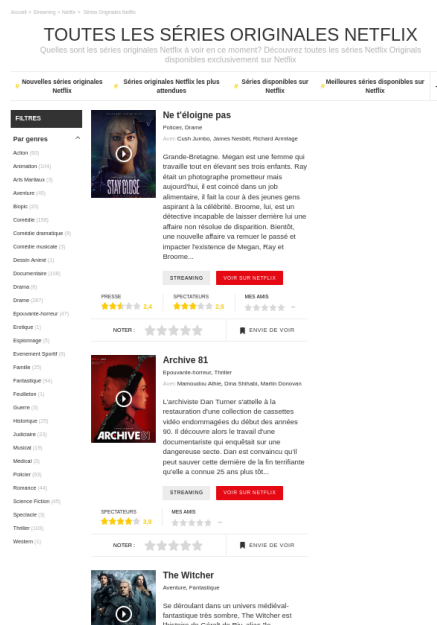 Accueil > Streaming > Netflix > Séries Originales Netflix
TOUTES LES SÉRIES ORIGINALES NETFLIX
Quelles sont les séries originales Netflix à voir en ce moment? Découvrez toutes les séries Netflix Originals
disponibles exclusivement sur Netflix
# Nouvelles séries originales Netflix
# Séries originales Netflix les plus attendues
# Séries disponibles sur Netflix
# Meilleures séries disponibles sur Netflix
FILTRES
Par genres
Action
Animation
Arts Martiaux (3)
Aventure
Biopic
Comédie
Comédie dramatique
Comédie musicale (3)
Dessin Animé (1)
Documentaire
Drama
Drame
Epouvante-horreur (47)
Erotique (1)
Espionnage
Evenement Sportif
Famille
Fantastique
Feuilleton (1)
Guerre
Historique
Judiciaire
Musical
Médical
Policier
Romance (44)
Science Fiction
Spectacle
Thriller
Western
Ne t'éloigne pas
Policier, Drame
Avec Cush Jumbo, James Nesbitt, Richard Armitage
Grande-Bretagne. Megan est une femme qui
travaille tout en élevant ses trois enfants. Ray
était un photographe prometteur mais
aujourd'hui, il est coincé dans un job
alimentaire, il fait la cour à des jeunes gens
aspirant à la célébrité. Broome, lui, est un
détective incapable de laisser derrière lui une
affaire non résolue de disparition. Bientôt,
une nouvelle affaire va remuer le passé et
impacter l'existence de Megan, Ray et
Broome...
STAY CLOSE
STREAMING VOIR SUR NETFLIX
PRESSE SPECTATEURS MES AMIS
2,4 2,8 --
NOTER : ENVIE DE VOIR
Archive 81
Epouvante-horreur, Thriller
Avec Mamoudou Athie, Dina Shihabi, Martin Donovan
L'archiviste Dan Turner s'attelle à la
restauration d'une collection de cassettes
vidéo endommagées du début des années
90. Il découvre alors le travail d'une
documentariste qui enquêtait sur une
dangereuse secte. Dan est convaincu qu'il
peut sauver cette dernière de la fin terrifiante
qu'elle a connue 25 ans plus tôt...
ARCHIVE 81
STREAMING VOIR SUR NETFLIX
SPECTATEURS MES AMIS
3,9 --
NOTER : ENVIE DE VOIR
The Witcher
Aventure, Fantastique
Se déroulant dans un univers médiéval-
fantastique très sombre, The Witcher est